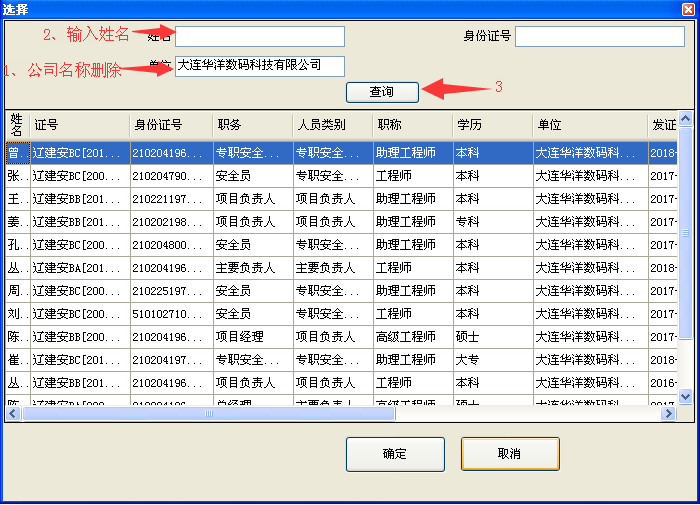 选择
2、输入姓名 姓名 身份证号
1、公司名称删除 单位 大连华洋数码科技有限公司
查询 3
姓名 证号 身份证号 职务 人员类别 职称 学历 单位 发证
曾.. 辽建安BC[201... 210204196... 专职安全... 专职安全... 助理工程师 本科 大连华洋数码科... 2018-
张.. 辽建安BC[200... 210204790... 安全员 专职安全... 工程师 本科 大连华洋数码科... 2017-
王.. 辽建安BB[201... 210221197... 项目负责人 项目负责人 助理工程师 本科 大连华洋数码科... 2017-
姜.. 辽建安BB[201... 210202198... 项目负责人 项目负责人 助理工程师 专科 大连华洋数码科... 2017-
孔.. 辽建安BC[200... 210204800... 安全员 专职安全... 助理工程师 本科 大连华洋数码科... 2017-
丛.. 辽建安BA[201... 210204196... 主要负责人 主要负责人 工程师 本科 大连华洋数码科... 2018-
周.. 辽建安BC[200... 210225197... 安全员 专职安全... 助理工程师 本科 大连华洋数码科... 2017-
刘.. 辽建安BC[200... 510102710... 安全员 专职安全... 工程师 本科 大连华洋数码科... 2017-
陈.. 辽建安BB[200... 210204196... 项目经理 项目负责人 高级工程师 硕士 大连华洋数码科... 2017-
崔.. 辽建安BC[201... 210204197... 专职安全... 专职安全... 助理工程师 大专 大连华洋数码科... 2018-
丛.. 辽建安BB[201... 210204196... 项目负责人 项目负责人 工程师 本科 大连华洋数码科... 2016-
陈.. 辽建安BA[200... 210204196... 总经理 主要负责人 高级工程师 硕士 大连华洋数码科... 2017-
确定 取消